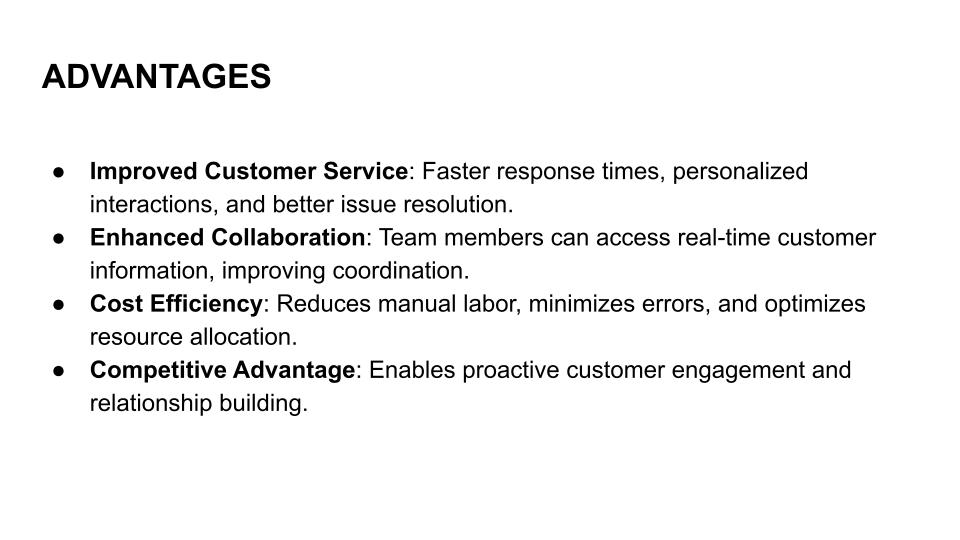 ADVANTAGES
● Improved Customer Service: Faster response times, personalized
interactions, and better issue resolution.
● Enhanced Collaboration: Team members can access real-time customer
information, improving coordination.
● Cost Efficiency: Reduces manual labor, minimizes errors, and optimizes
resource allocation.
● Competitive Advantage: Enables proactive customer engagement and
relationship building.